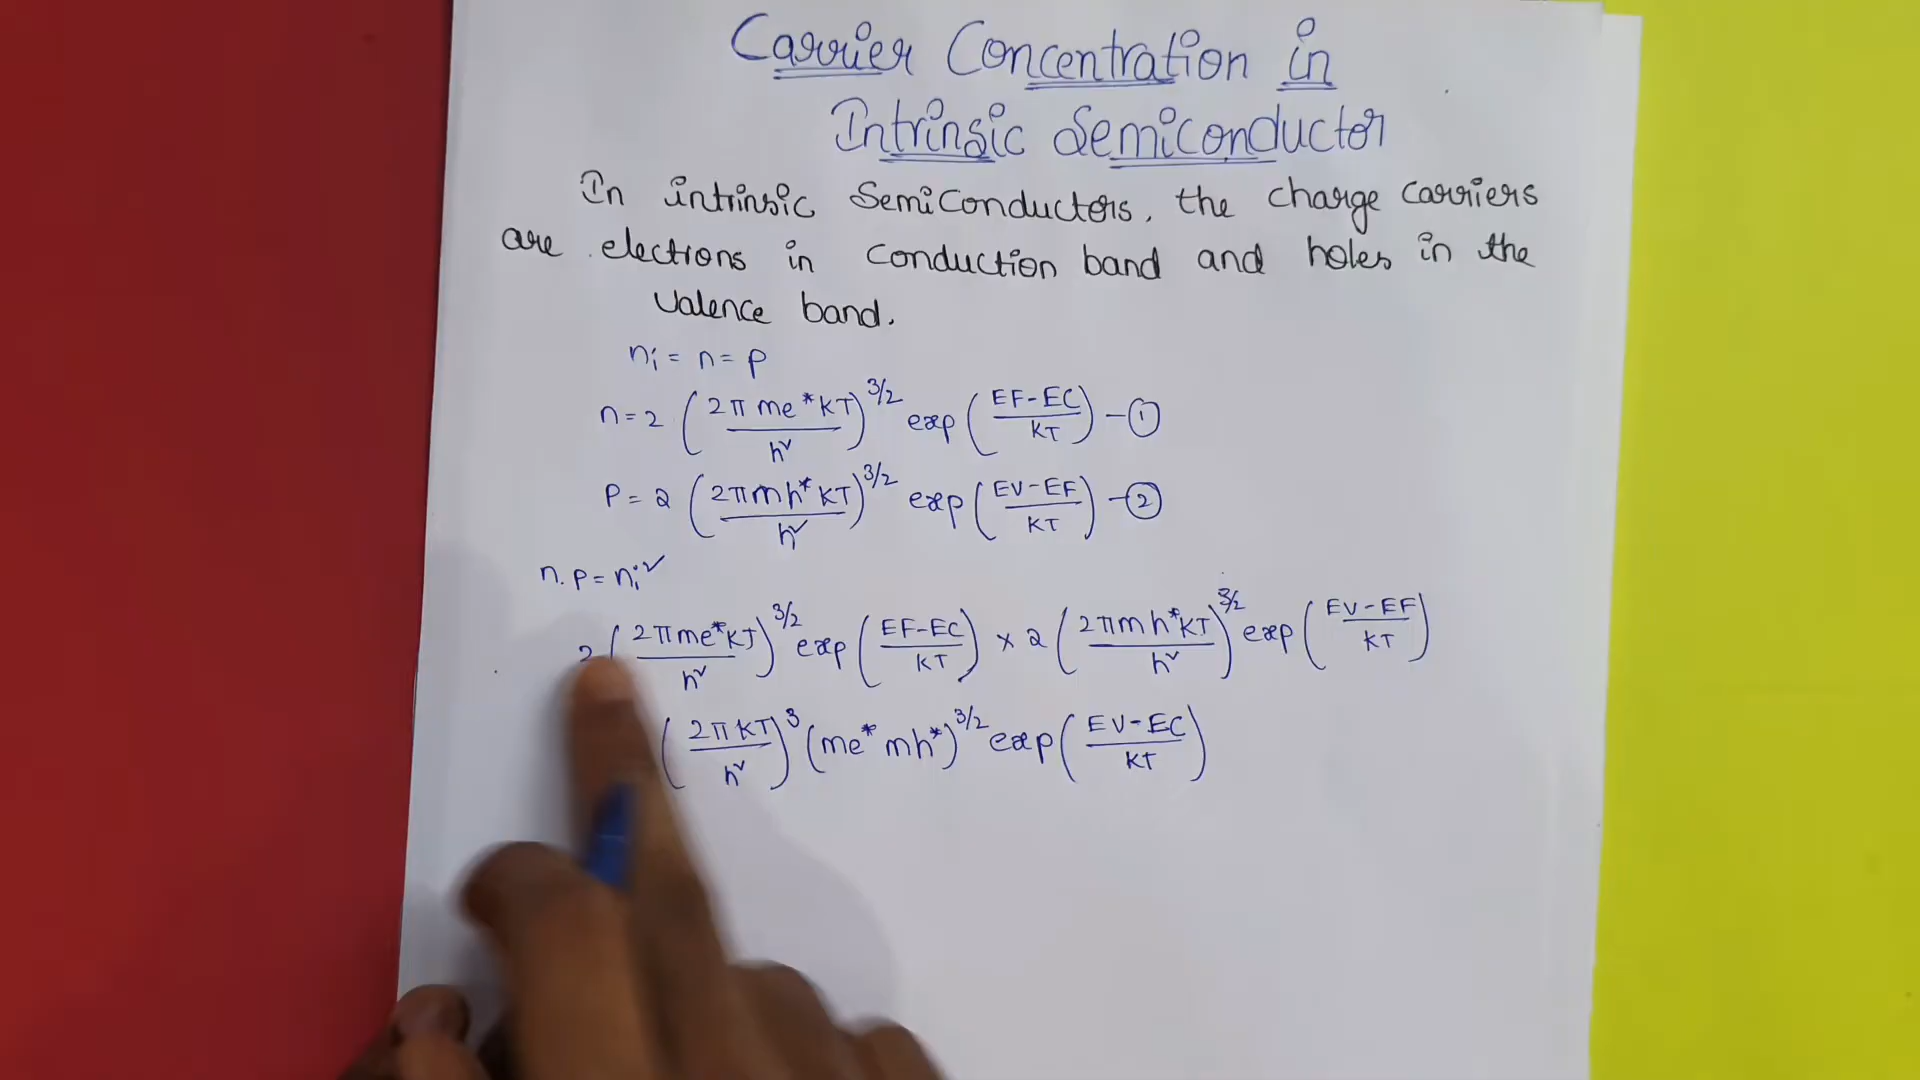 Carrier Concentration in
Intrinsic Semiconductor
In intrinsic SemiConductors, the charge carriers
are electrons in conduction band and holes in the
Valence band.
ni = n = p
n = 2 (2π me* KT / h²)^3/2 exp (EF - EC / KT) - ①
P = 2 (2π mh* KT / h²)^3/2 exp (EV - EF / KT) - ②
n. p = ni²
2 (2π me* KT / h²)^3/2 exp (EF - EC / KT) × 2 (2π mh* KT / h²)^3/2 exp (EV - EF / KT)
(2π KT / h²)^3 (me* mh*)^3/2 exp (EV - EC / KT)